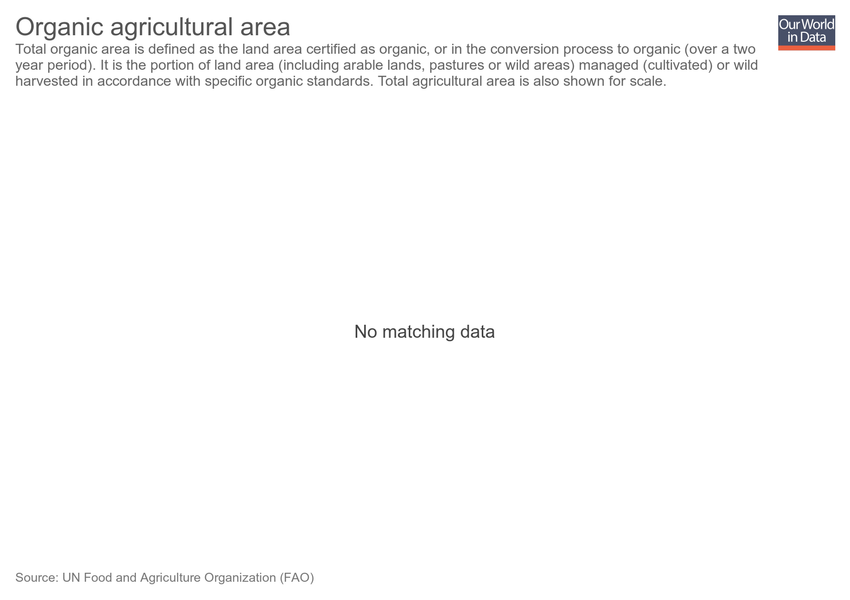 Organic agricultural area
Our World
in Data
Total organic area is defined as the land area certified as organic, or in the conversion process to organic (over a two
year period). It is the portion of land area (including arable lands, pastures or wild areas) managed (cultivated) or wild
harvested in accordance with specific organic standards. Total agricultural area is also shown for scale.
No matching data
Source: UN Food and Agriculture Organization (FAO)